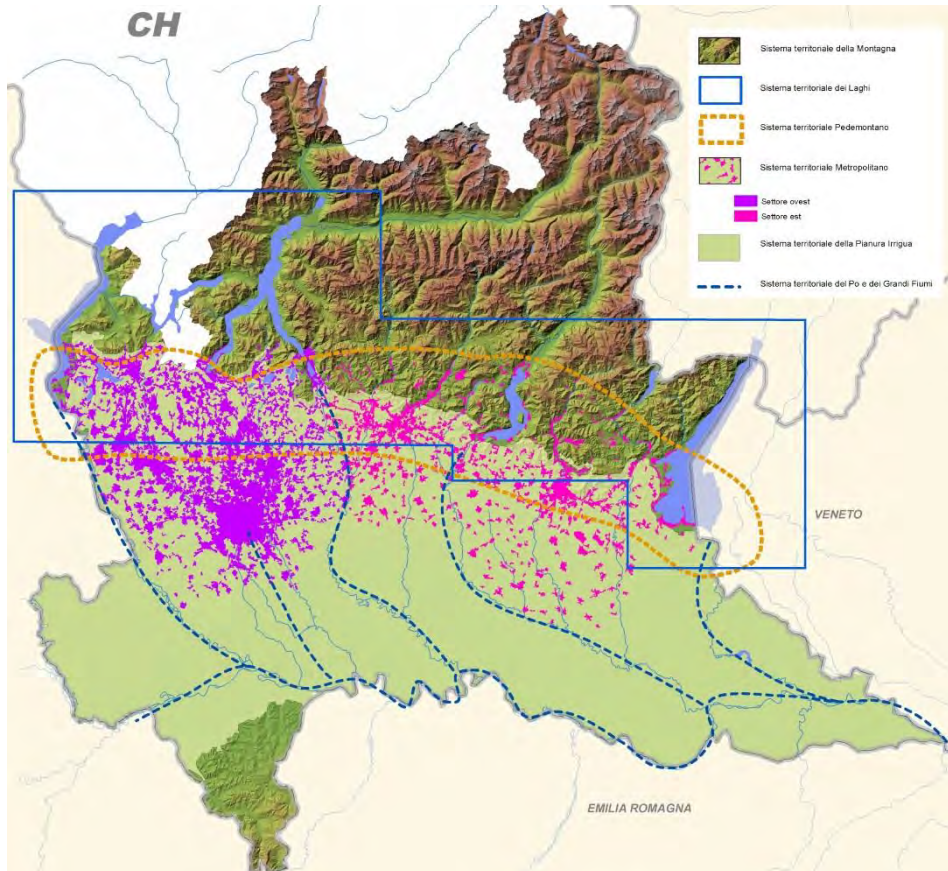 CH
Sistema territoriale della Montagna
Sistema territoriale dei Laghi
Sistema territoriale Pedemontano
Sistema territoriale Metropolitano
Settore ovest
Settore est
Sistema territoriale della Pianura Irrigua
Sistema territoriale del Po e dei Grandi Fiumi
VENETO
EMILIA ROMAGNA